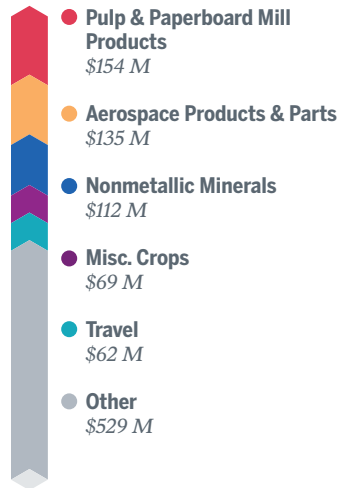 Pulp & Paperboard Mill
Products
$154 M
Aerospace Products & Parts
$135 M
Nonmetallic Minerals
$112 M
Misc. Crops
$69 M
Travel
$62 M
Other
$529 M